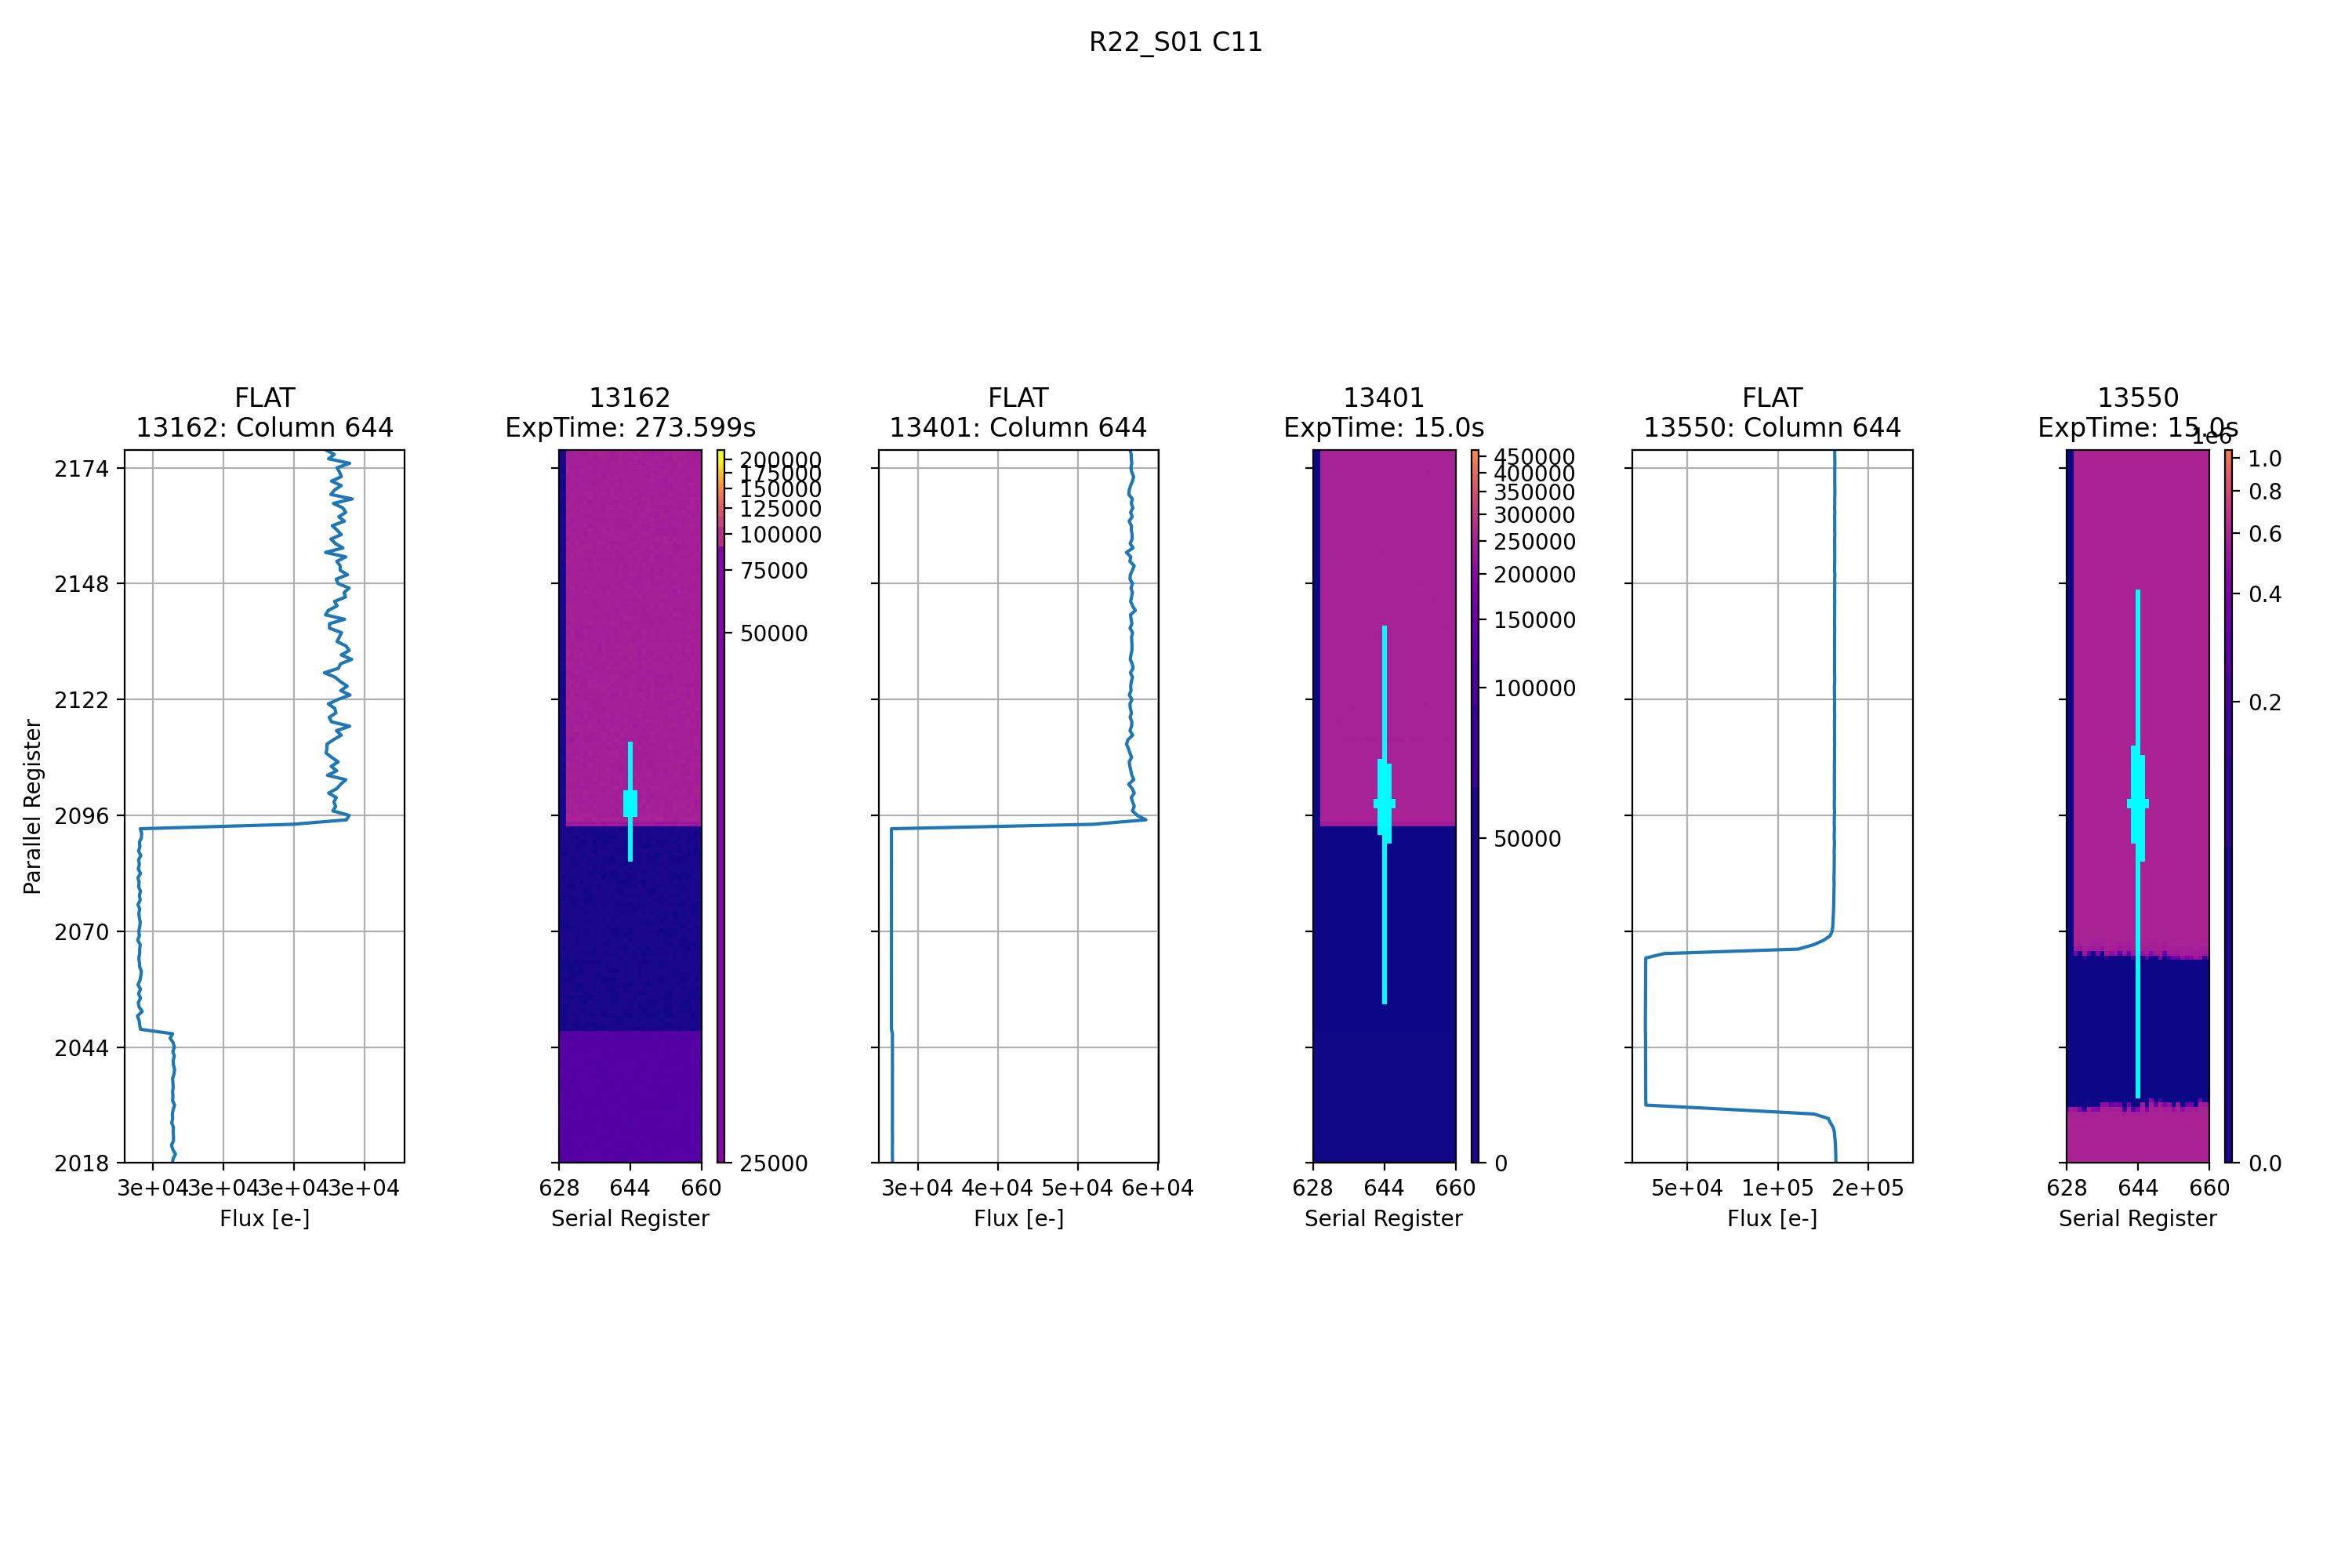 R22_S01 C11
FLAT
13162: Column 644
2174
2148
2122
2096
2070
2044
2018
Parallel Register
3e+04 3e+04 3e+04 3e+04
Flux [e-]
13162
ExpTime: 273.599s
200000
175000
150000
125000
100000
75000
50000
25000
628 644 660
Serial Register
FLAT
13401: Column 644
3e+04 4e+04 5e+04 6e+04
Flux [e-]
13401
ExpTime: 15.0s
450000
400000
350000
300000
250000
200000
150000
100000
50000
0
628 644 660
Serial Register
FLAT
13550: Column 644
5e+04 1e+05 2e+05
Flux [e-]
13550
ExpTime: 15.0s
1e6
1.0
0.8
0.6
0.4
0.2
0.0
628 644 660
Serial Register